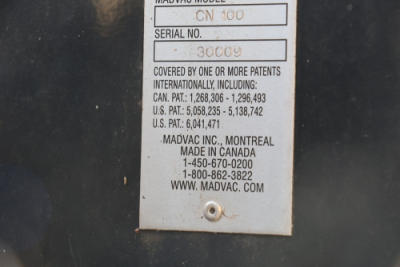 MADVAC MODEL
CN 100
SERIAL NO.
30009
COVERED BY ONE OR MORE PATENTS
INTERNATIONALLY, INCLUDING:
CAN. PAT.: 1,268,306 - 1,296,493
U.S. PAT.: 5,058,235 - 5,138,742
U.S. PAT.: 6,041,471
MADVAC INC., MONTREAL
MADE IN CANADA
1-450-670-0200
1-800-862-3822
WWW. MADVAC. COM